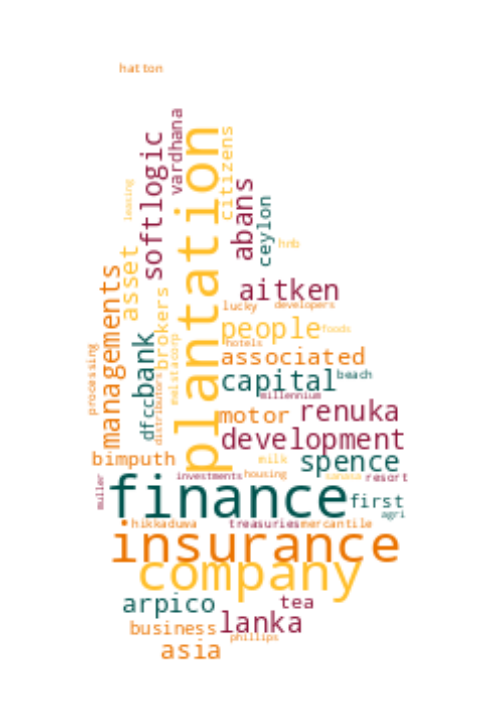 hatton
vardhana
softlogic
plantation
citizens
leasing
abans
ceylon
hnb
asset
managements
aitken
brokers
lucky
developers
people
foods
hotels
processing
dfcc
bank
distributors
associated
capital
beach
millennium
motor
renuka
development
bimputh
milk
spence
muller
investments
housing
sanasa
resort
finance
first
agri
hikkaduwa
treasuries
mercantile
insurance
company
arpico
tea
business
lanka
phillips
asia